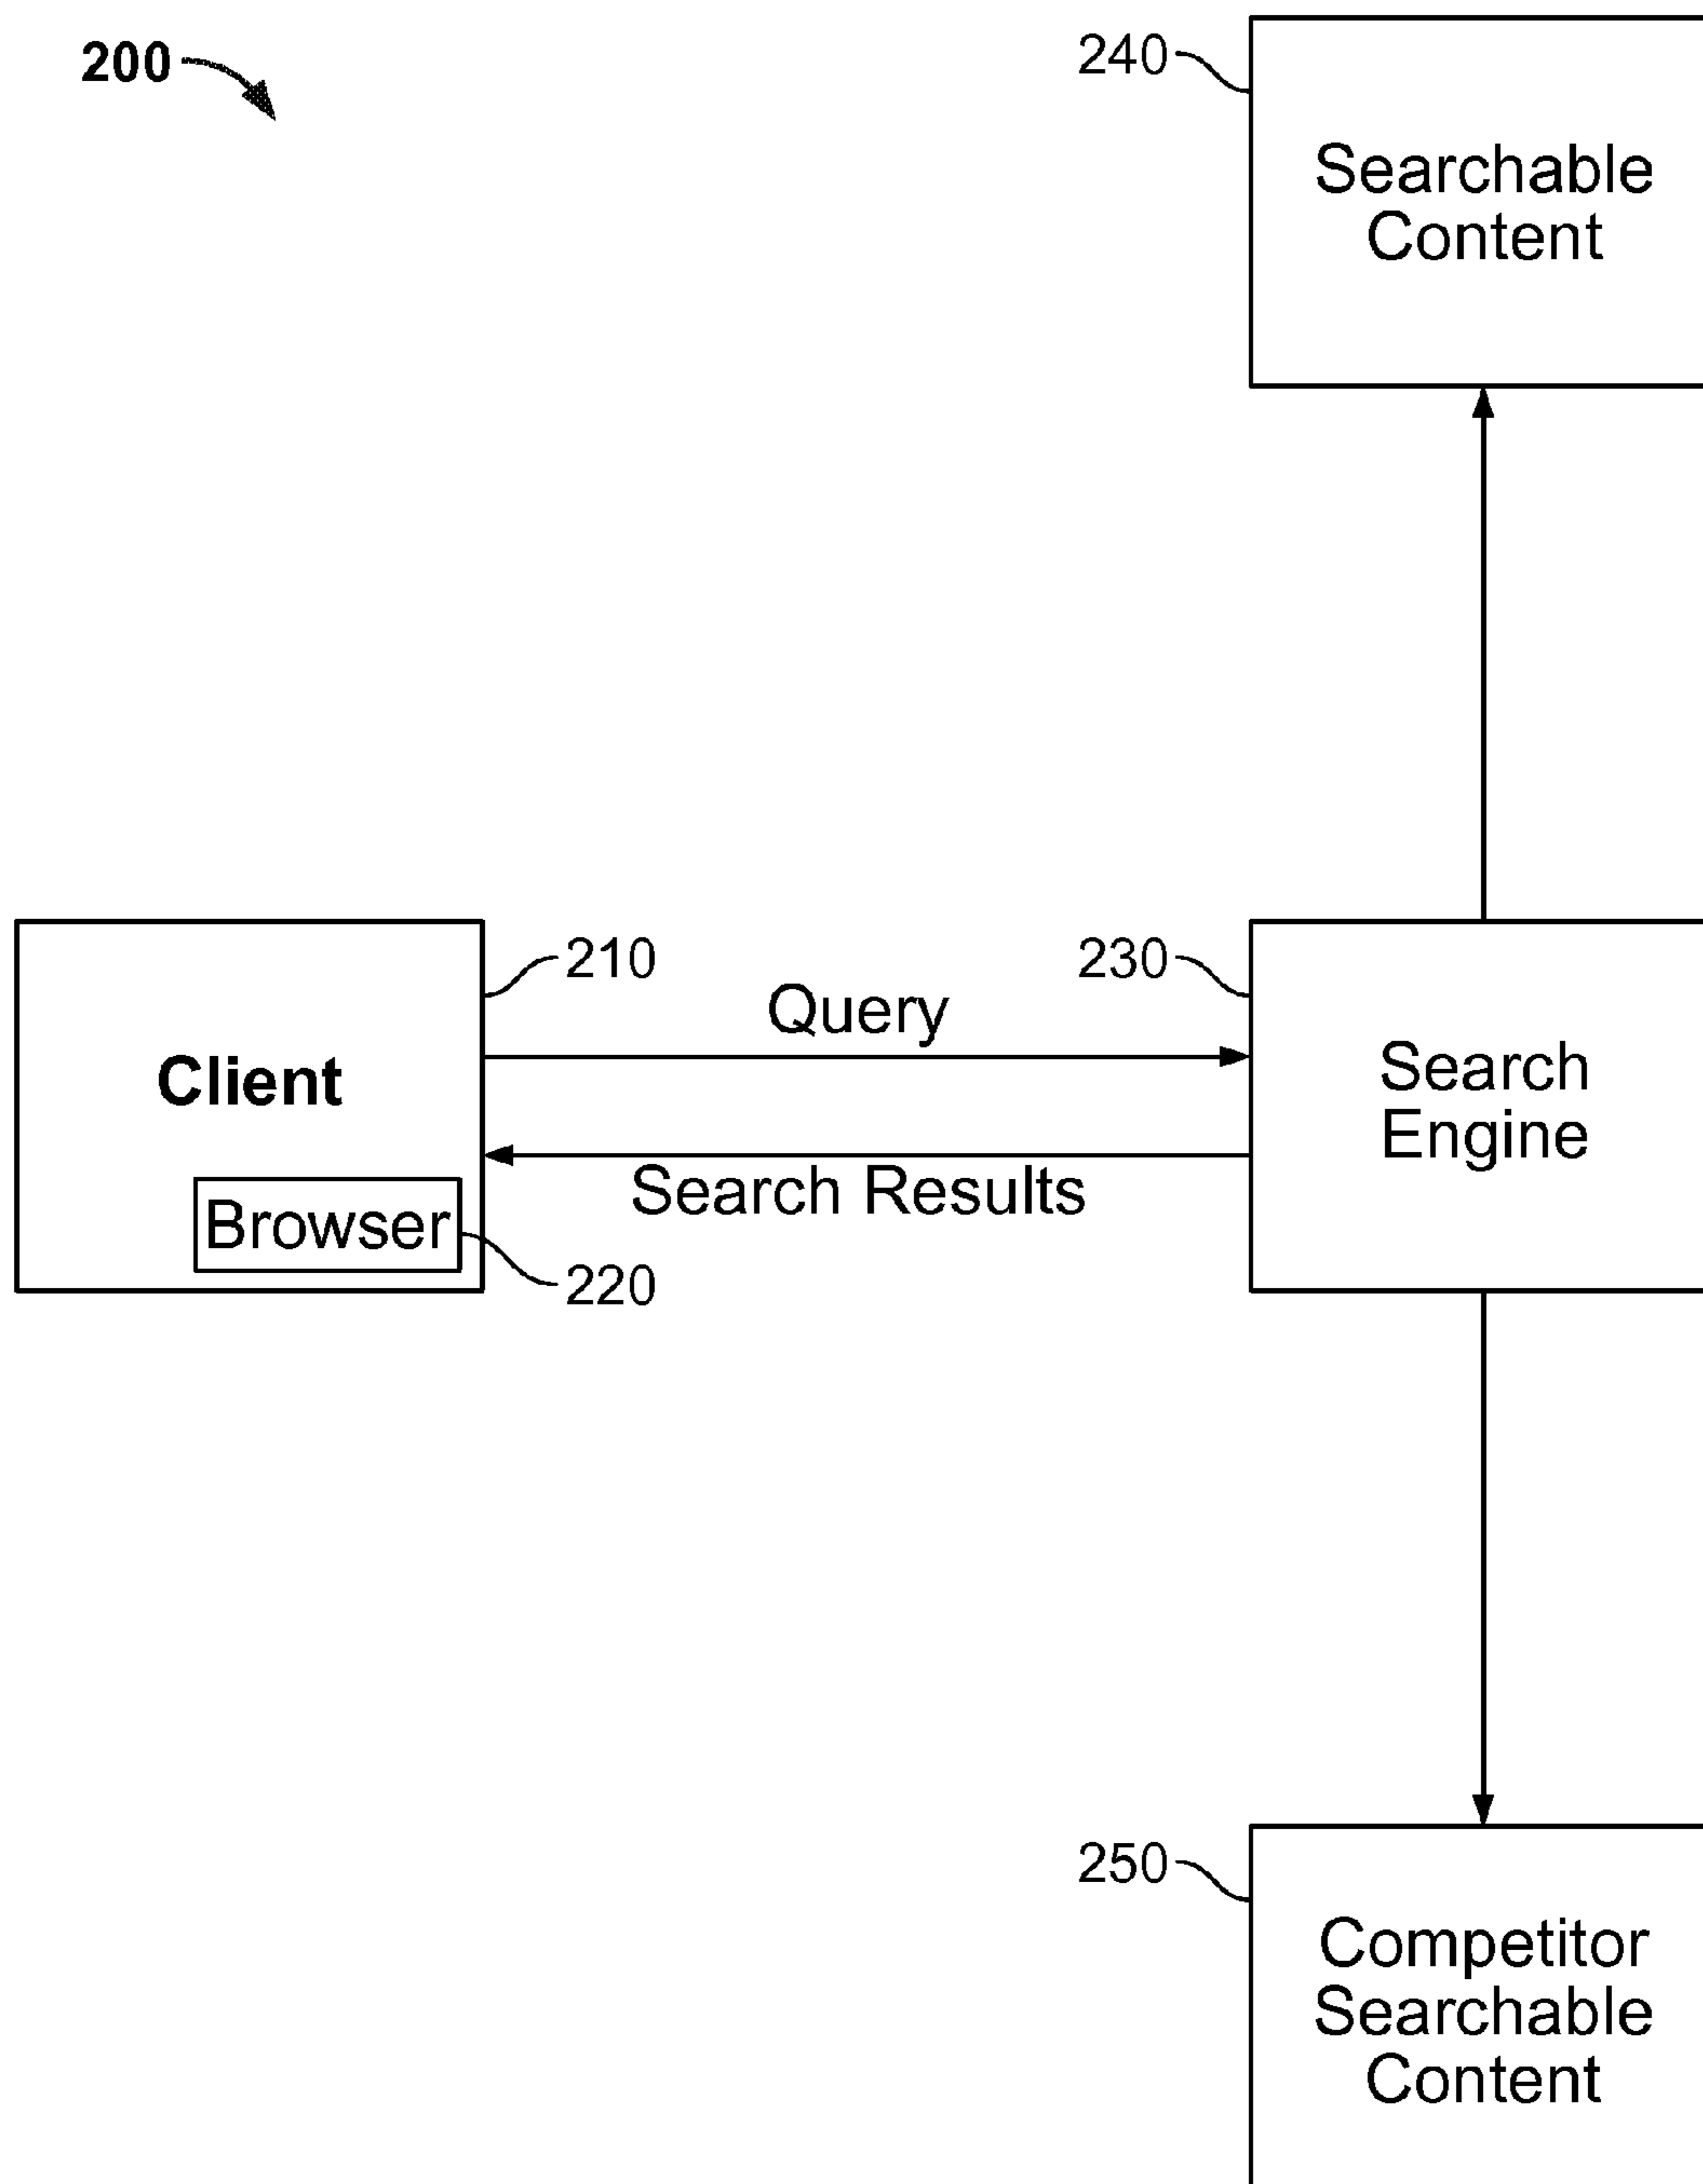 200
240
Searchable
Content
210
230
Query
Client
Search
Engine
Search Results
Browser
220
250
Competitor
Searchable
Content